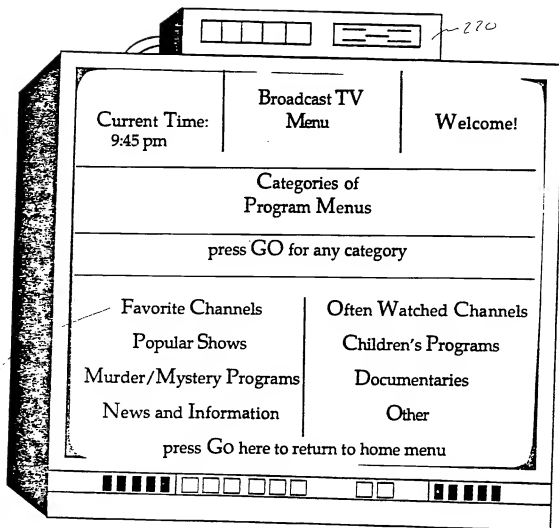 220
Current Time:
9:45 pm
Broadcast TV
Menu
Welcome!
Categories of
Program Menus
press GO for any category
Favorite Channels
Often Watched Channels
Popular Shows
Children's Programs
Murder/Mystery Programs
Documentaries
News and Information
Other
press Go here to return to home menu